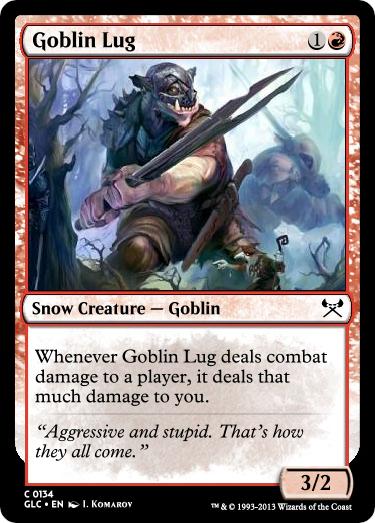 Goblin Lug 1
Snow Creature — Goblin
Whenever Goblin Lug deals combat
damage to a player, it deals that
much damage to you.
“Aggressive and stupid. That's how
they all come.”
3/2
C 0134
GLC • EN I. Komarov
™ & © 1993-2013 Wizards of the Coast